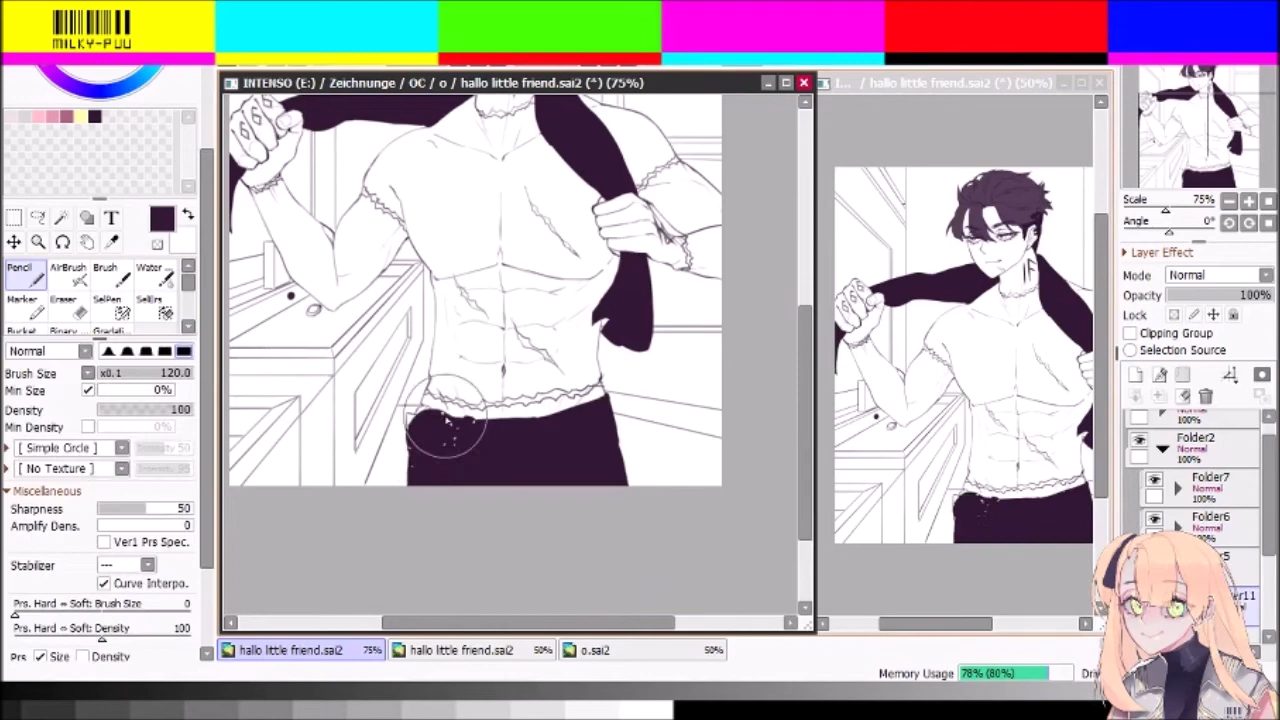 MILKY-PUU
INTENSO (E:) / Zeichnunge / OC / o / hallo little friend.sai2 (*) (75%)
I... / hallo little friend.sai2 (*) (50%)
T
Pencil
AirBrush
Brush
Water
Marker
Eraser
SelPen
SelErs
Bucket
Binary
Gradati
Normal
Brush Size
x0.1
120.0
Min Size
0%
Density
100
Min Density
0%
[ Simple Circle ]
Intensity 50
[ No Texture ]
Intensity 95
Miscellaneous
Sharpness
50
Amplify Dens.
0
Ver1 Prs Spec.
Stabilizer
---
Curve Interpo.
Prs. Hard ⇔ Soft: Brush Size
0
Prs. Hard ⇔ Soft: Density
100
Prs
Size
Density
hallo little friend.sai2
75%
hallo little friend.sai2
50%
o.sai2
50%
Memory Usage
78% (80%)
Scale
75%
Angle
0°
Layer Effect
Mode
Normal
Opacity
100%
Lock
Clipping Group
Selection Source
100%
Folder2
Normal
100%
Folder7
Normal
100%
Folder6
Normal